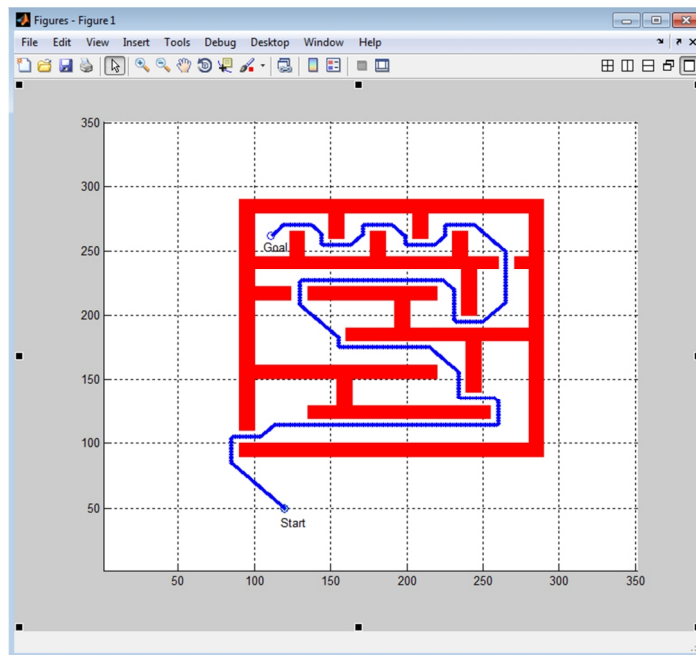 Figures - Figure 1
File Edit View Insert Tools Debug Desktop Window Help
350
300
250
200
150
100
50
Goal
Start
50 100 150 200 250 300 350